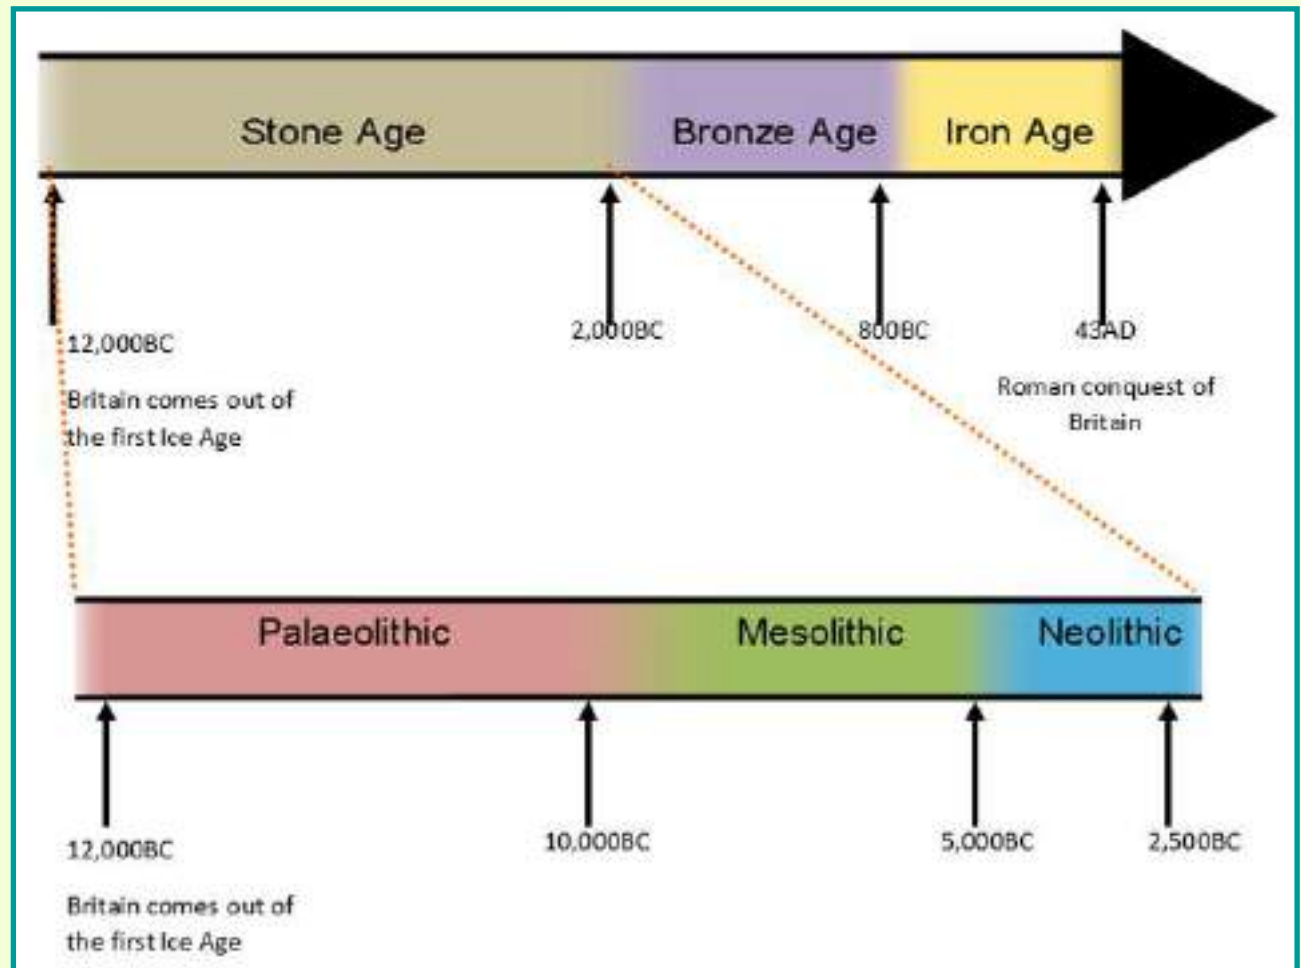 Stone Age
Bronze Age
Iron Age
12,000BC
2,000BC
800BC
43AD
Britain comes out of
the first Ice Age
Roman conquest of
Britain
Palaeolithic
Mesolithic
Neolithic
12,000BC
10,000BC
5,000BC
2,500BC
Britain comes out of
the first Ice Age